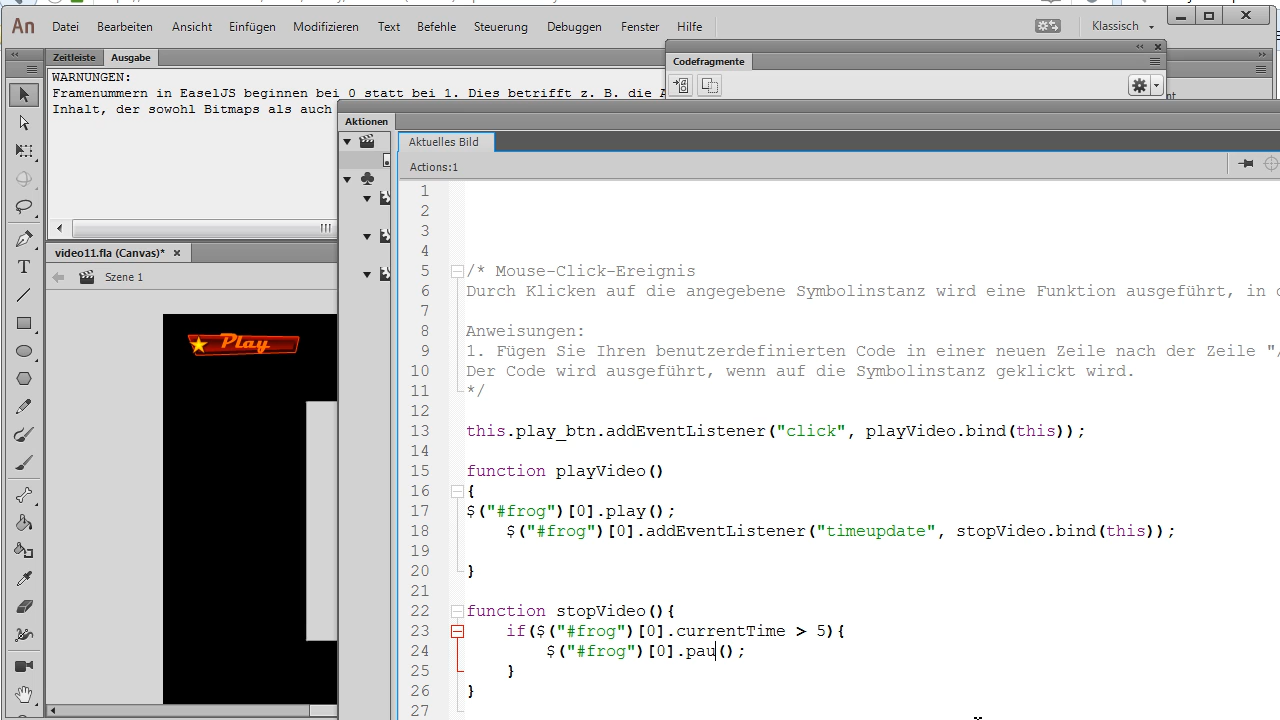 An Datei Bearbeiten Ansicht Einfügen Modifizieren Text Befehle Steuerung Debuggen Fenster Hilfe Klassisch
Zeitleiste Ausgabe
Codefragmente
WARNUNGEN:
Framenummern in EaselJS beginnen bei 0 statt bei 1. Dies betrifft z. B. die
Inhalt, der sowohl Bitmaps als auch
Aktionen
Aktuelles Bild
Actions:1
video11.fla (Canvas)*
Szene 1
Play
1
2
3
4
5 /* Mouse-Click-Ereignis
6 Durch Klicken auf die angegebene Symbolinstanz wird eine Funktion ausgeführt, in
7
8 Anweisungen:
9 1. Fügen Sie Ihren benutzerdefinierten Code in einer neuen Zeile nach der Zeile "/
10 Der Code wird ausgeführt, wenn auf die Symbolinstanz geklickt wird.
11 */
12
13 this.play_btn.addEventListener("click", playVideo.bind(this));
14
15 function playVideo()
16 {
17 $("#frog")[0].play();
18 $("#frog")[0].addEventListener("timeupdate", stopVideo.bind(this));
19
20 }
21
22 function stopVideo(){
23 if($("#frog")[0].currentTime > 5){
24 $("#frog")[0].pau();
25 }
26 }
27